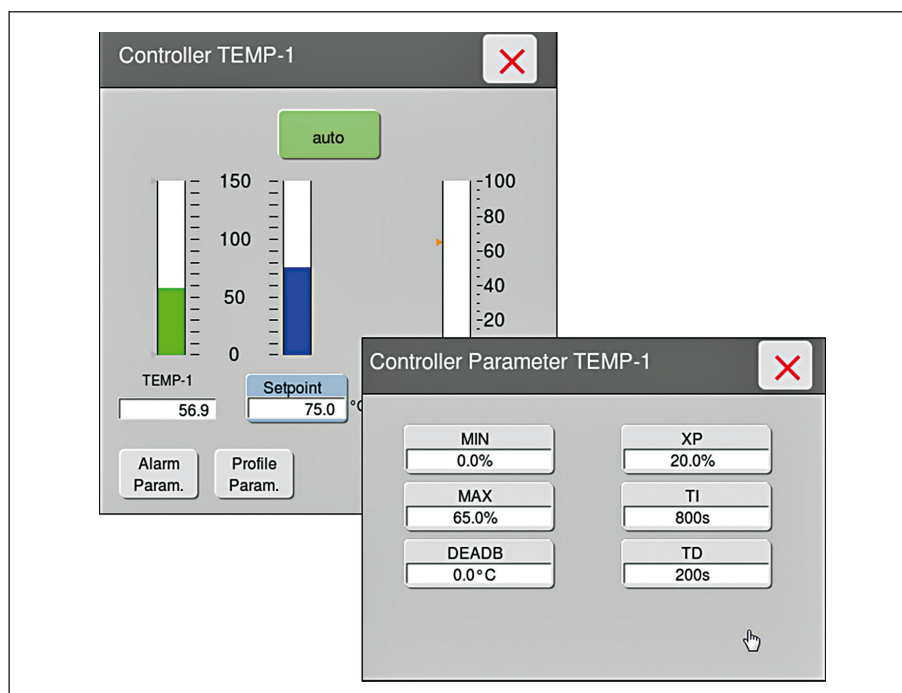 Controller TEMP-1
auto
150
100
50
0
100
80
60
40
20
TEMP-1
56.9
Setpoint
75.0
Alarm
Param.
Profile
Param.
Controller Parameter TEMP-1
MIN
0.0%
XP
20.0%
MAX
65.0%
TI
800s
DEADB
0.0°C
TD
200s